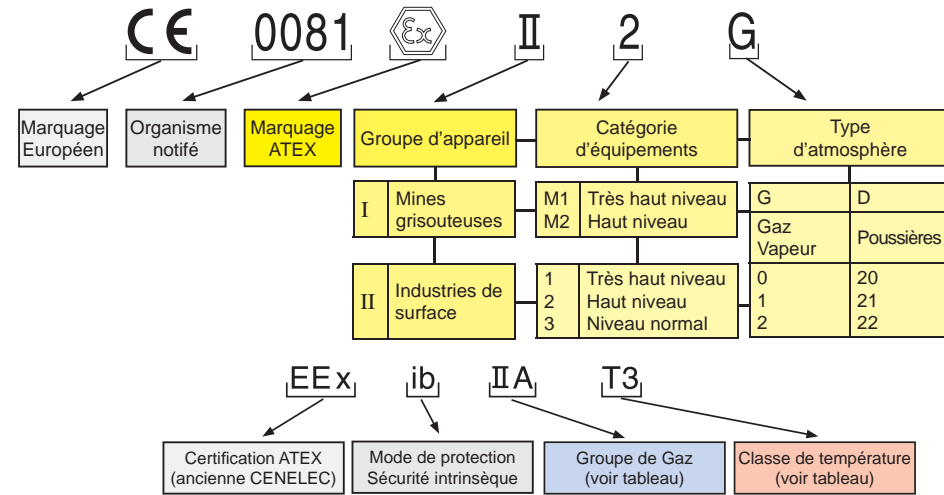 CE 0081 Ex II 2 G
Marquage Européen
Organisme notifé
Marquage ATEX
Groupe d'appareil
Catégorie d'équipements
Type d'atmosphère
I Mines grisouteuses
M1 Très haut niveau
M2 Haut niveau
G D
Gaz Vapeur Poussières
II Industries de surface
1 Très haut niveau
2 Haut niveau
3 Niveau normal
0 20
1 21
2 22
EEx ib IIA T3
Certification ATEX
(ancienne CENELEC)
Mode de protection
Sécurité intrinsèque
Groupe de Gaz
(voir tableau)
Classe de température
(voir tableau)